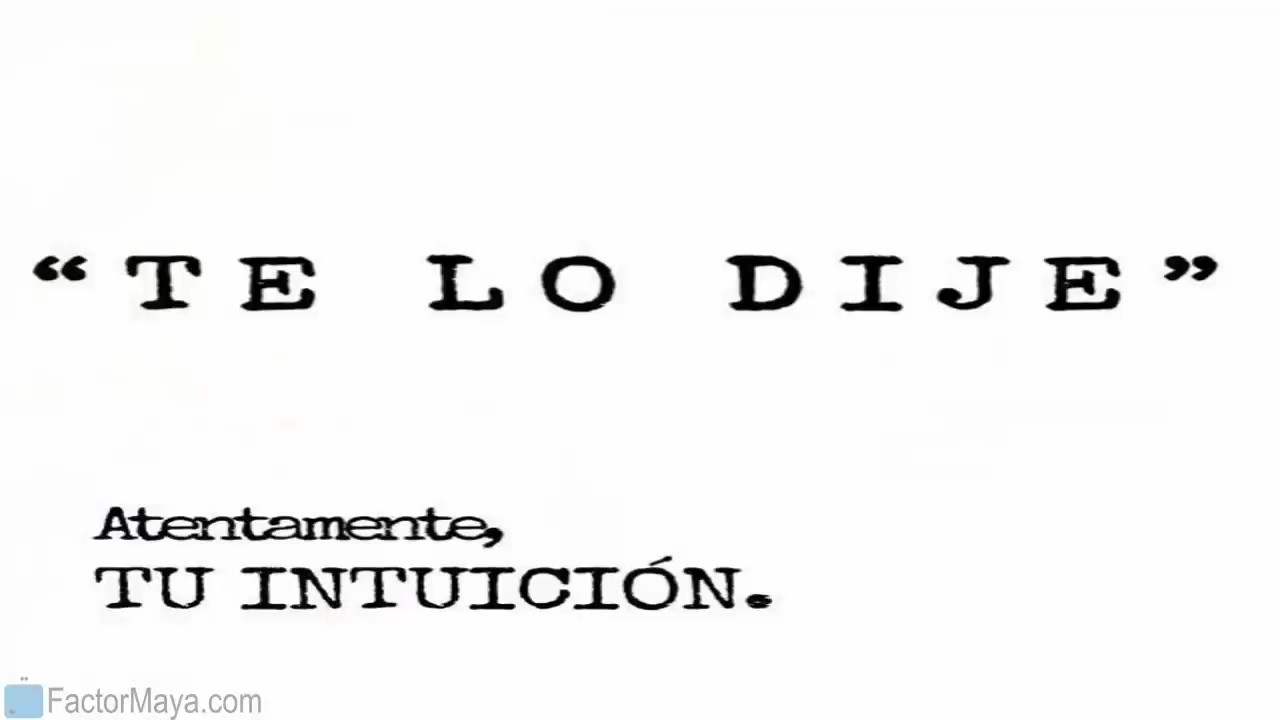 “TE LO DIJE”
Atentamente,
TU INTUICIÓN.
FactorMaya.com